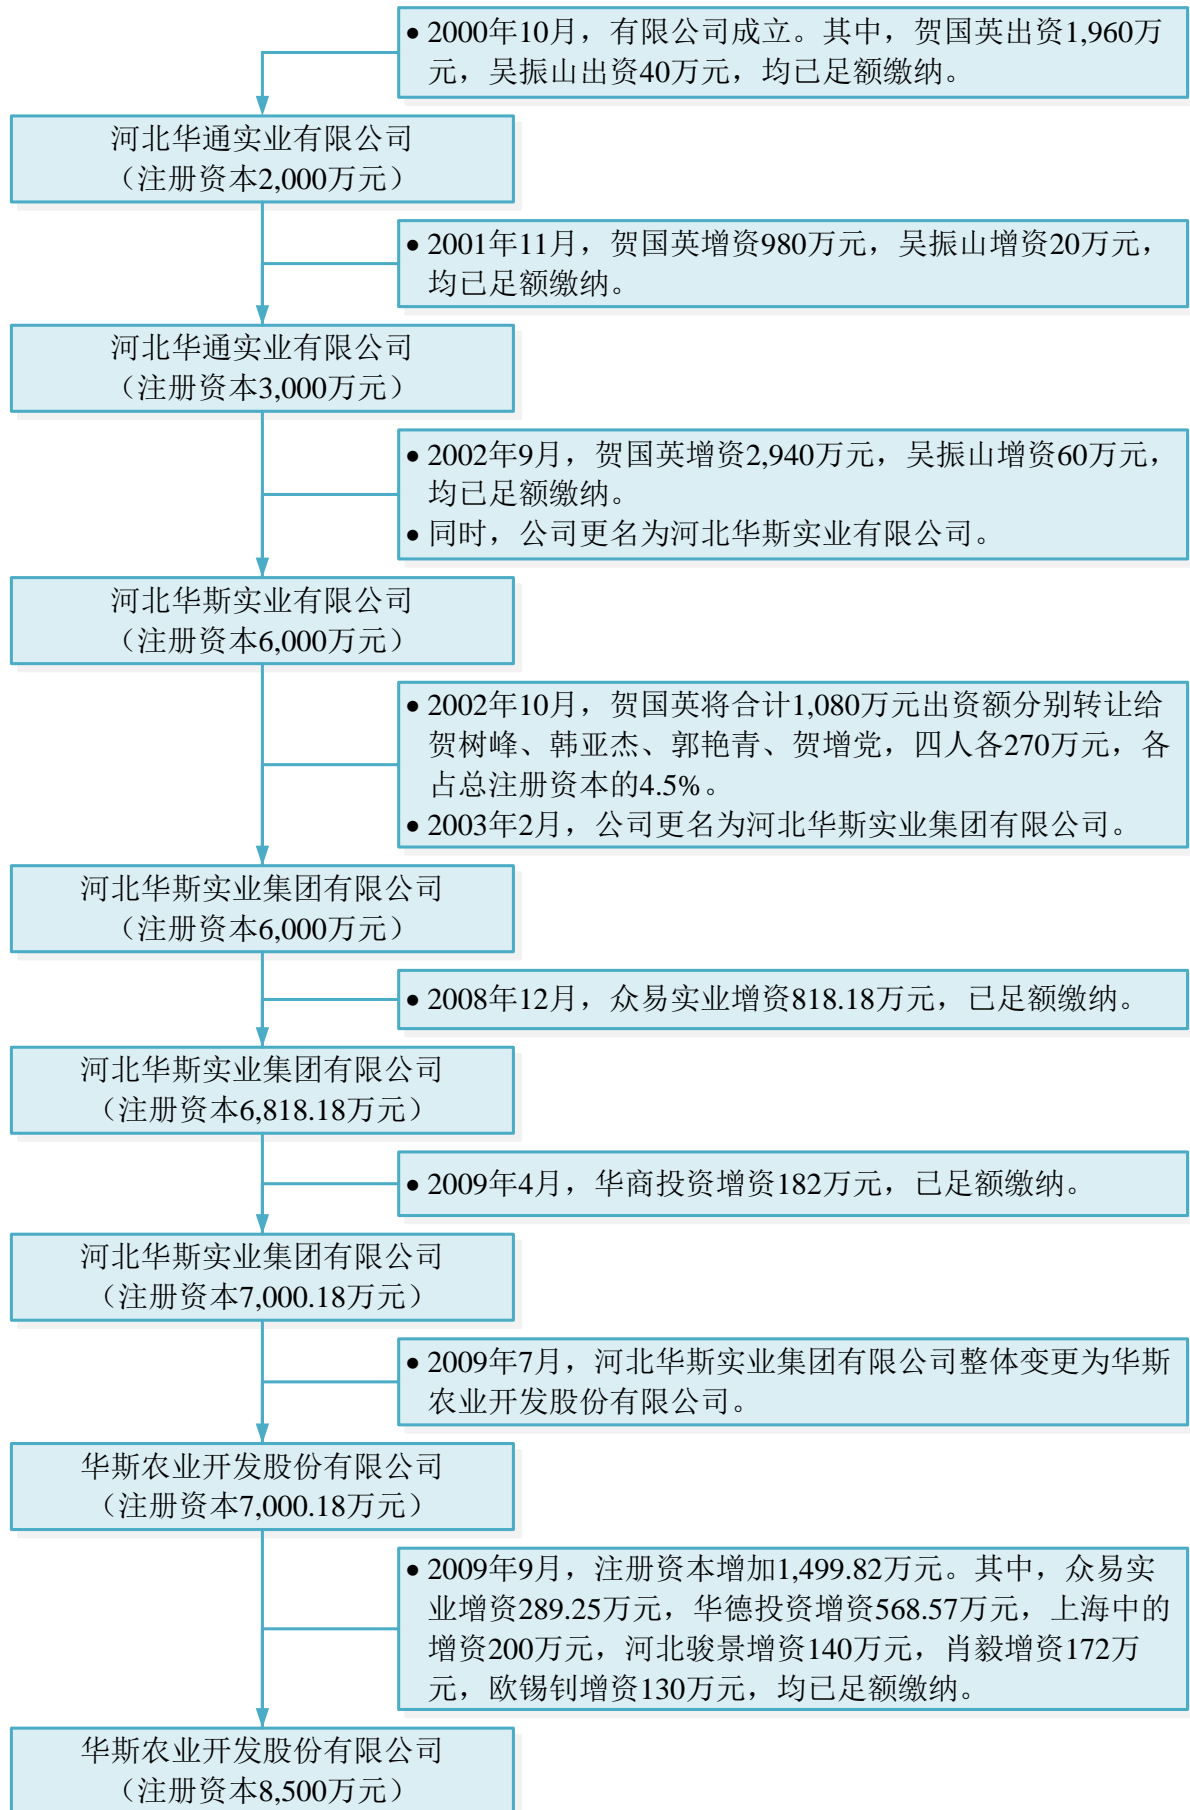 • 2000年10月，有限公司成立。其中，贺国英出资1,960万
元，吴振山出资40万元，均已足额缴纳。
河北华通实业有限公司
（注册资本2,000万元）
• 2001年11月，贺国英增资980万元，吴振山增资20万元，
均已足额缴纳。
河北华通实业有限公司
（注册资本3,000万元）
• 2002年9月，贺国英增资2,940万元，吴振山增资60万元，
均已足额缴纳。
• 同时，公司更名为河北华斯实业有限公司。
河北华斯实业有限公司
（注册资本6,000万元）
• 2002年10月，贺国英将合计1,080万元出资额分别转让给
贺树峰、韩亚杰、郭艳青、贺增党，四人各270万元，各
占总注册资本的4.5%。
• 2003年2月，公司更名为河北华斯实业集团有限公司。
河北华斯实业集团有限公司
（注册资本6,000万元）
• 2008年12月，众易实业增资818.18万元，已足额缴纳。
河北华斯实业集团有限公司
（注册资本6,818.18万元）
• 2009年4月，华商投资增资182万元，已足额缴纳。
河北华斯实业集团有限公司
（注册资本7,000.18万元）
• 2009年7月，河北华斯实业集团有限公司整体变更为华斯
农业开发股份有限公司。
华斯农业开发股份有限公司
（注册资本7,000.18万元）
• 2009年9月，注册资本增加1,499.82万元。其中，众易实
业增资289.25万元，华德投资增资568.57万元，上海中的
增资200万元，河北骏景增资140万元，肖毅增资172万
元，欧锡钊增资130万元，均已足额缴纳。
华斯农业开发股份有限公司
（注册资本8,500万元）